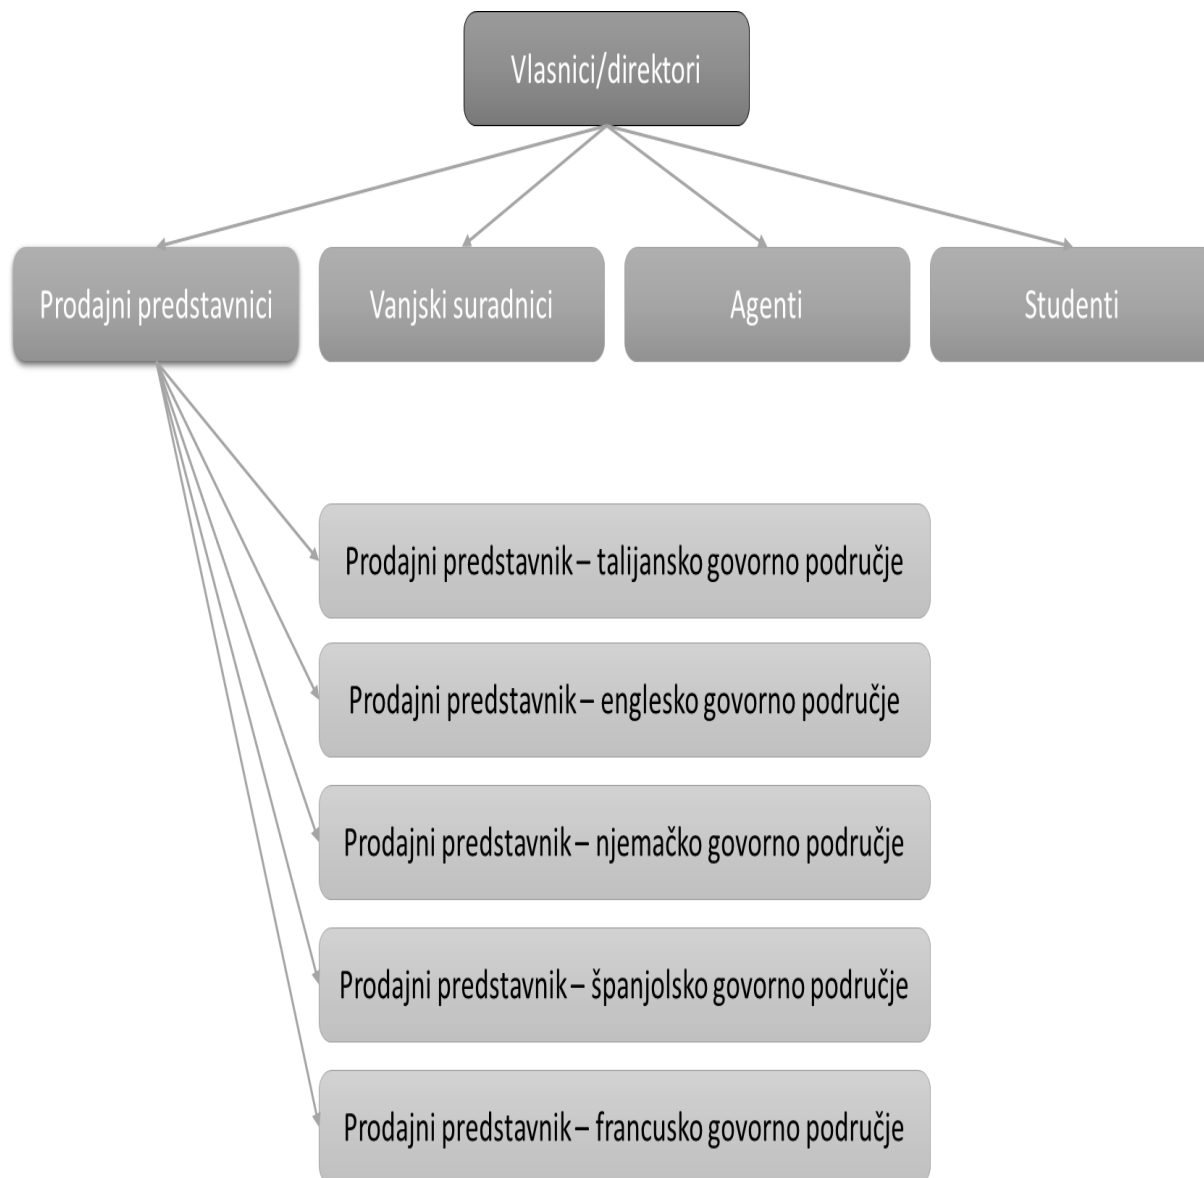 Vlasnici/direktori
Prodajni predstavnici
Vanjski suradnici
Agenti
Studenti
Prodajni predstavnik – talijansko govorno područje
Prodajni predstavnik – englesko govorno područje
Prodajni predstavnik – njemačko govorno područje
Prodajni predstavnik – španjolsko govorno područje
Prodajni predstavnik – francusko govorno područje